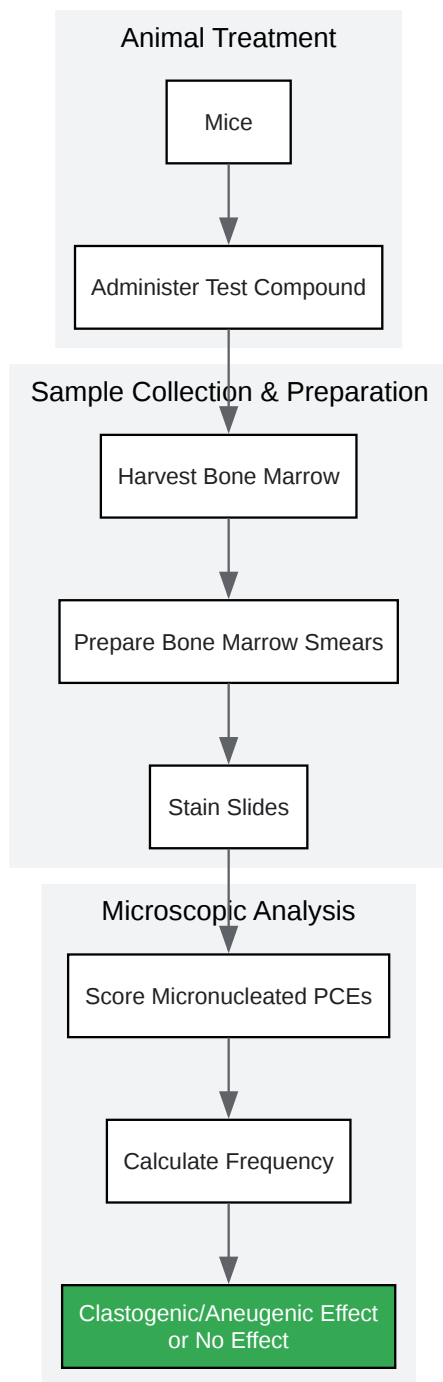 Animal Treatment
Mice
Administer Test Compound
Sample Collection & Preparation
Harvest Bone Marrow
Prepare Bone Marrow Smears
Stain Slides
Microscopic Analysis
Score Micronucleated PCEs
Calculate Frequency
Clastogenic/Aneugenic Effect
or No Effect